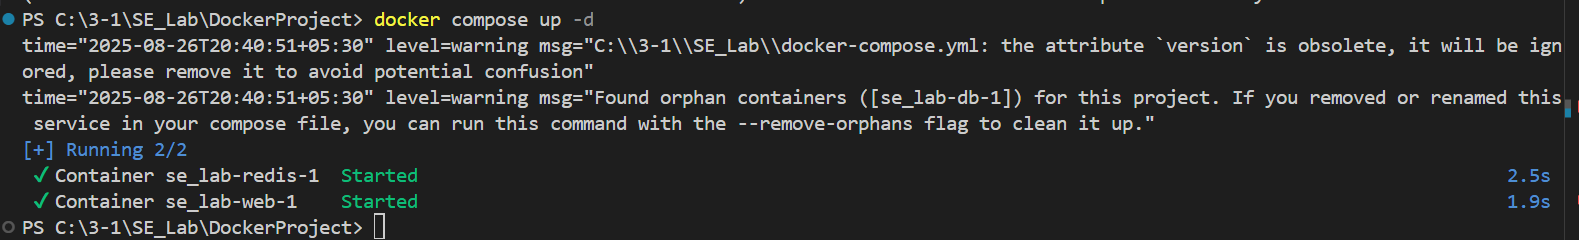 PS C:\3-1\SE_Lab\DockerProject> docker compose up -d
time="2025-08-26T20:40:51+05:30" level=warning msg="C:\\3-1\\SE_Lab\\docker-compose.yml: the attribute `version` is obsolete, it will be ign
ored, please remove it to avoid potential confusion"
time="2025-08-26T20:40:51+05:30" level=warning msg="Found orphan containers ([se_lab-db-1]) for this project. If you removed or renamed this
 service in your compose file, you can run this command with the --remove-orphans flag to clean it up."
[+] Running 2/2
 ✔ Container se_lab-redis-1  Started 2.5s
 ✔ Container se_lab-web-1    Started 1.9s
PS C:\3-1\SE_Lab\DockerProject>